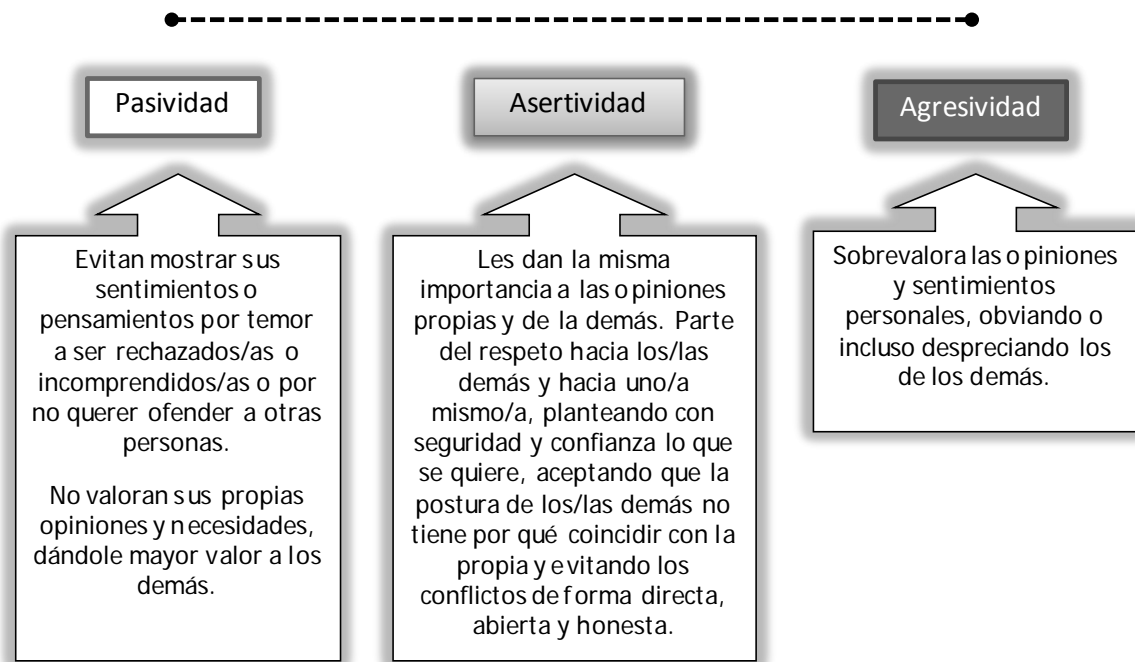 Pasividad
Asertividad
Agresividad
Evitan mostrar sus
sentimientos o
pensamientos por temor
a ser rechazados/as o
incomprendidos/as o por
no querer ofender a otras
personas.
No valoran sus propias
opiniones y necesidades,
dándole mayor valor a los
demás.
Les dan la misma
importancia a las opiniones
propias y de la demás. Parte
del respeto hacia los/las
demás y hacia uno/a
mismo/a, planteando con
seguridad y confianza lo que
se quiere, aceptando que la
postura de los/las demás no
tiene por qué coincidir con la
propia y evitando los
conflictos de forma directa,
abierta y honesta.
Sobrevalora las opiniones
y sentimientos
personales, obviando o
incluso despreciando los
de los demás.